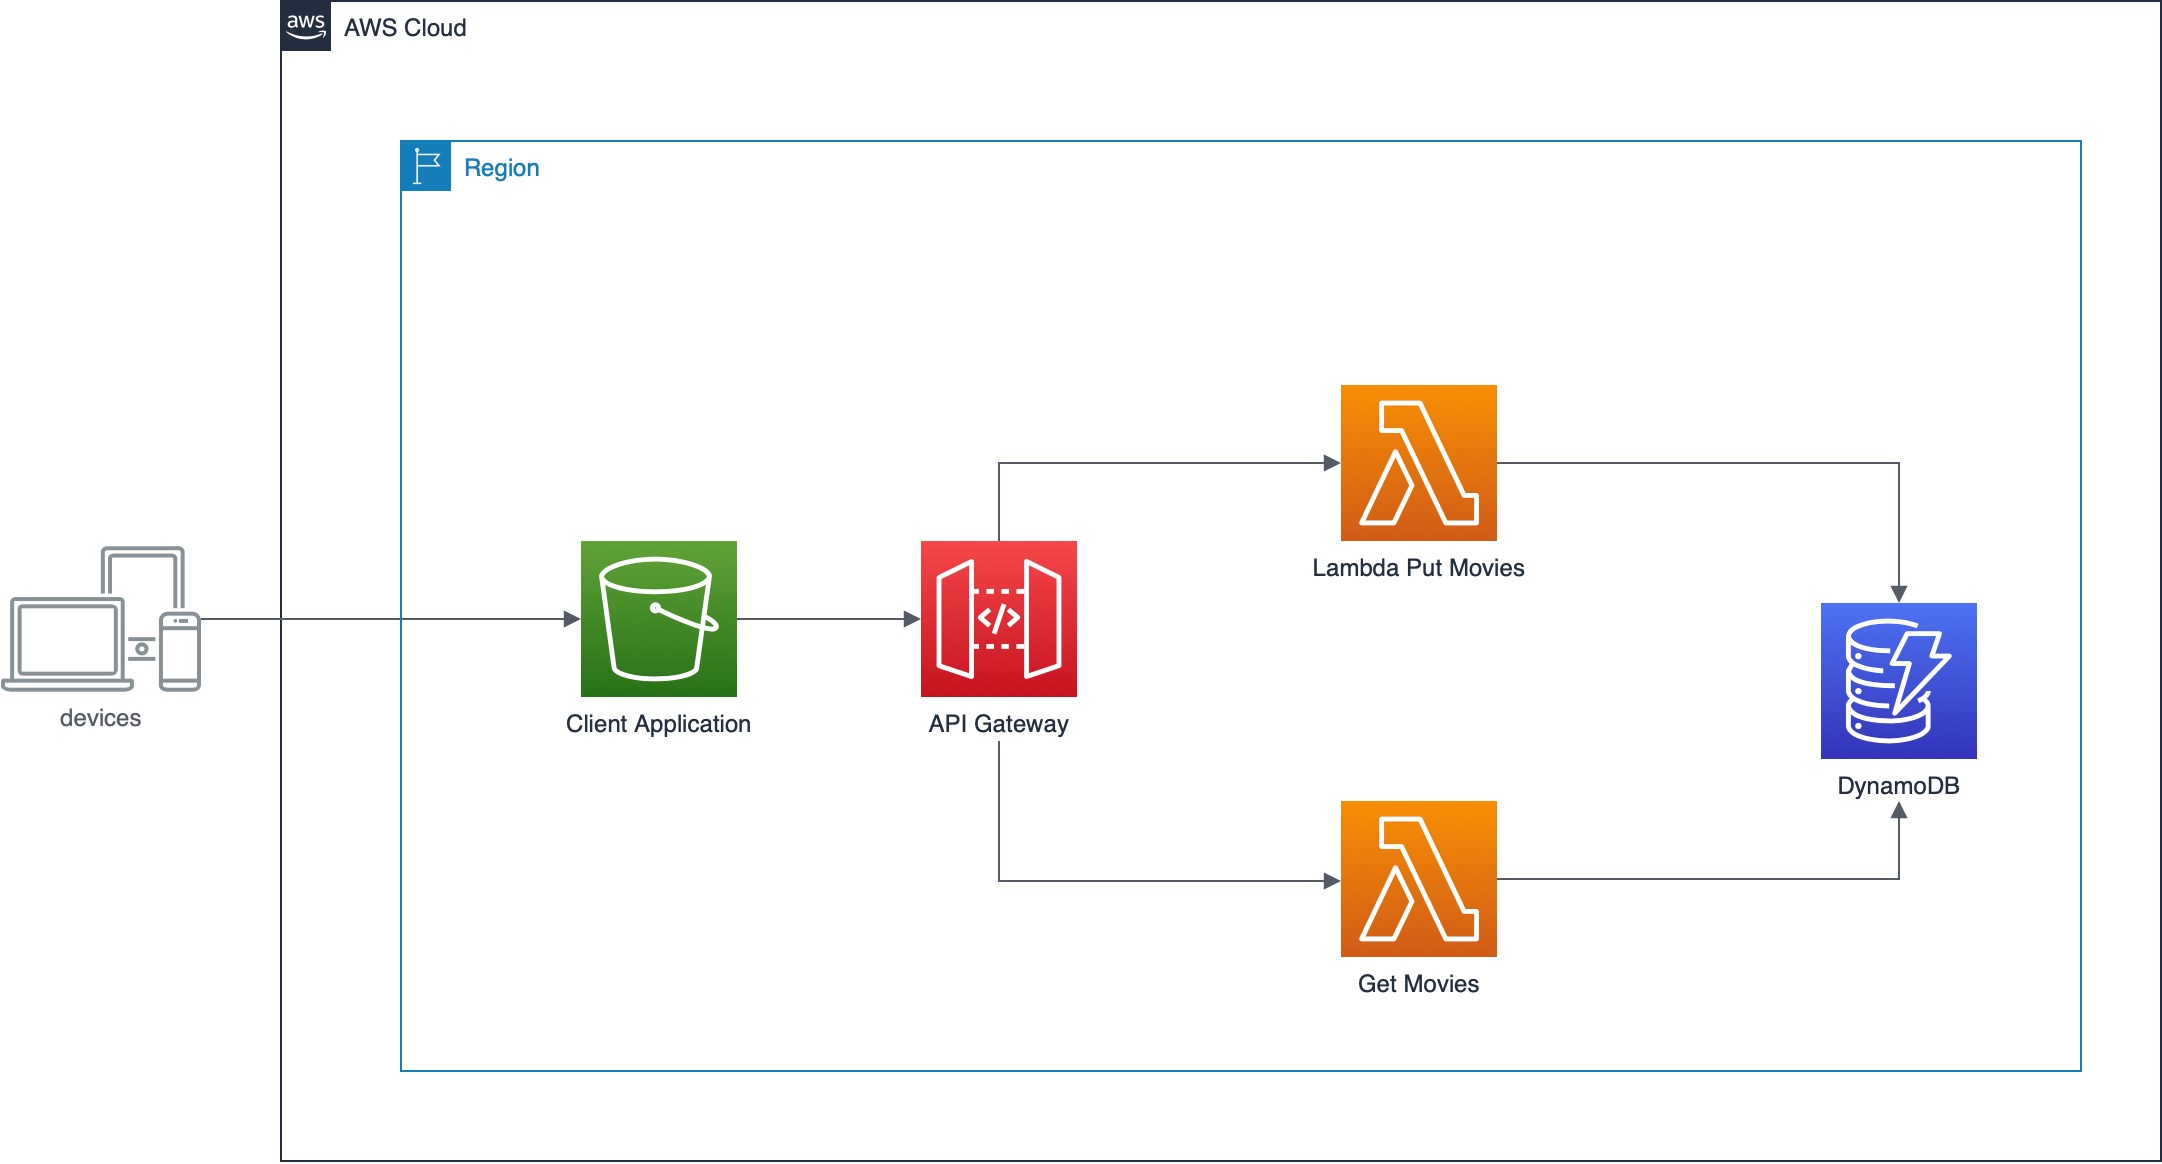 aws
AWS Cloud
Region
Lambda Put Movies
devices
Client Application
API Gateway
</>
DynamoDB
Get Movies